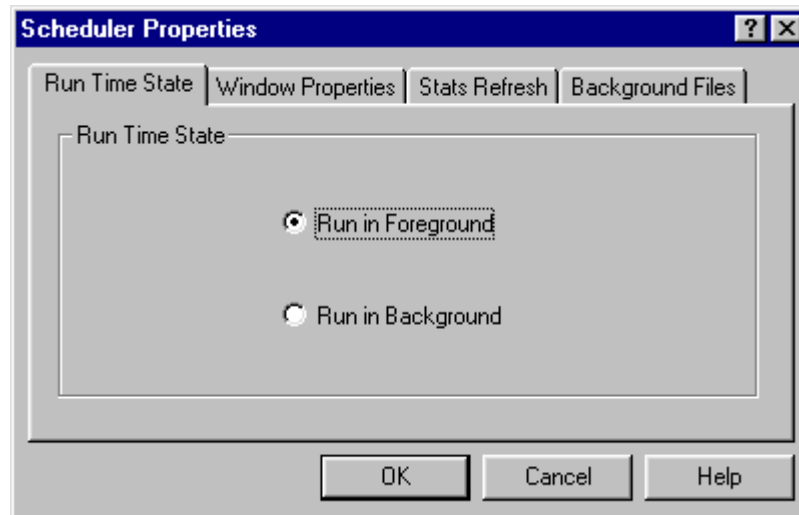 Scheduler Properties
Run Time State Window Properties Stats Refresh Background Files
Run Time State
Run in Foreground
Run in Background
OK Cancel Help